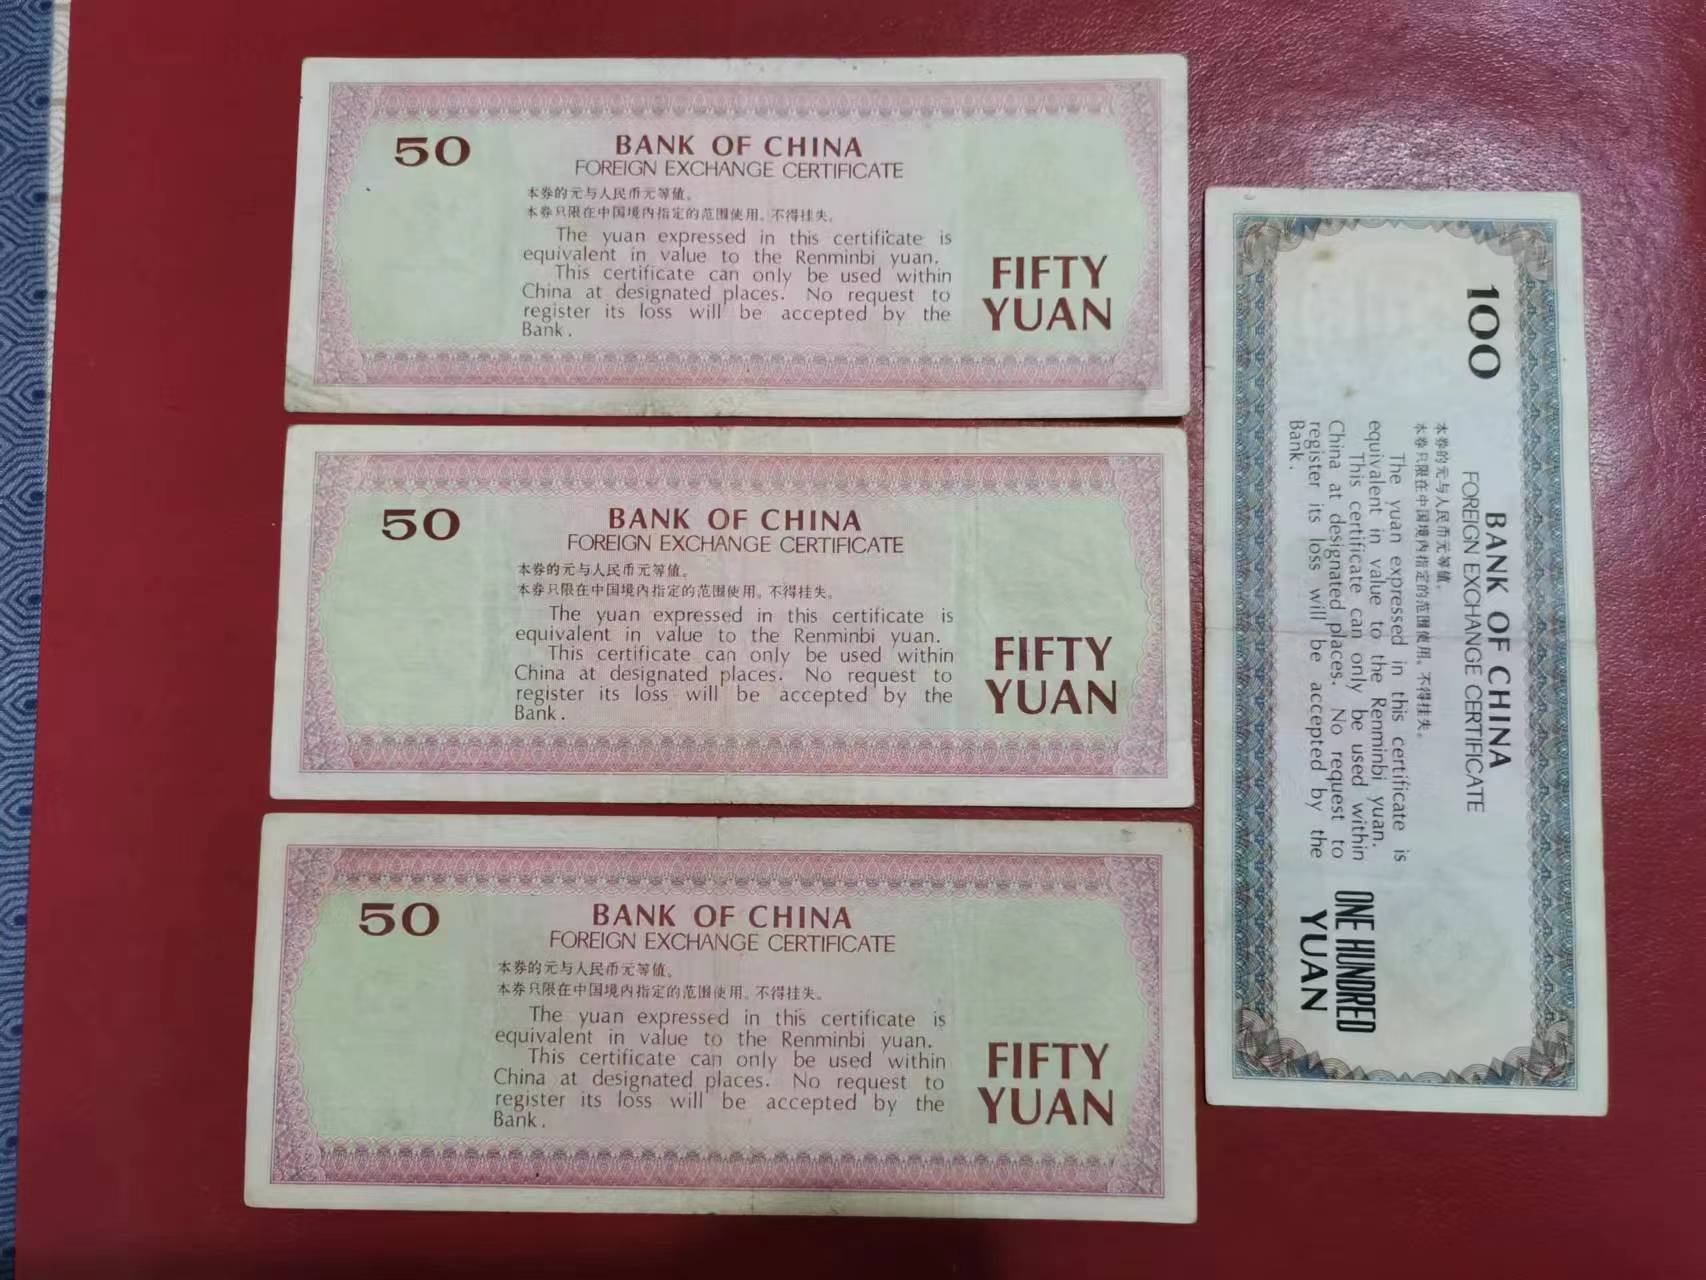 50
BANK OF CHINA
FOREIGN EXCHANGE CERTIFICATE
本券的元与人民币元等值。
本券只限在中国境内指定的范围使用。不得挂失。
The yuan expressed in this certificate is
equivalent in value to the Renminbi yuan.
This certificate can only be used within
China at designated places. No request to
register its loss will be accepted by the
Bank.
FIFTY
YUAN
50
BANK OF CHINA
FOREIGN EXCHANGE CERTIFICATE
本券的元与人民币元等值。
本券只限在中国境内指定的范围使用。不得挂失。
The yuan expressed in this certificate is
equivalent in value to the Renminbi yuan.
This certificate can only be used within
China at designated places. No request to
register its loss will be accepted by the
Bank.
FIFTY
YUAN
50
BANK OF CHINA
FOREIGN EXCHANGE CERTIFICATE
本券的元与人民币元等值。
本券只限在中国境内指定的范围使用。不得挂失。
The yuan expressed in this certificate is
equivalent in value to the Renminbi yuan.
This certificate can only be used within
China at designated places. No request to
register its loss will be accepted by the
Bank.
FIFTY
YUAN
100
BANK OF CHINA
FOREIGN EXCHANGE CERTIFICATE
本券的元与人民币元等值。
本券只限在中国境内指定的范围使用。不得挂失。
The yuan expressed in this certificate is
equivalent in value to the Renminbi yuan.
This certificate can only be used within
China at designated places. No request to
register its loss will be accepted by the
Bank.
ONE HUNDRED
YUAN